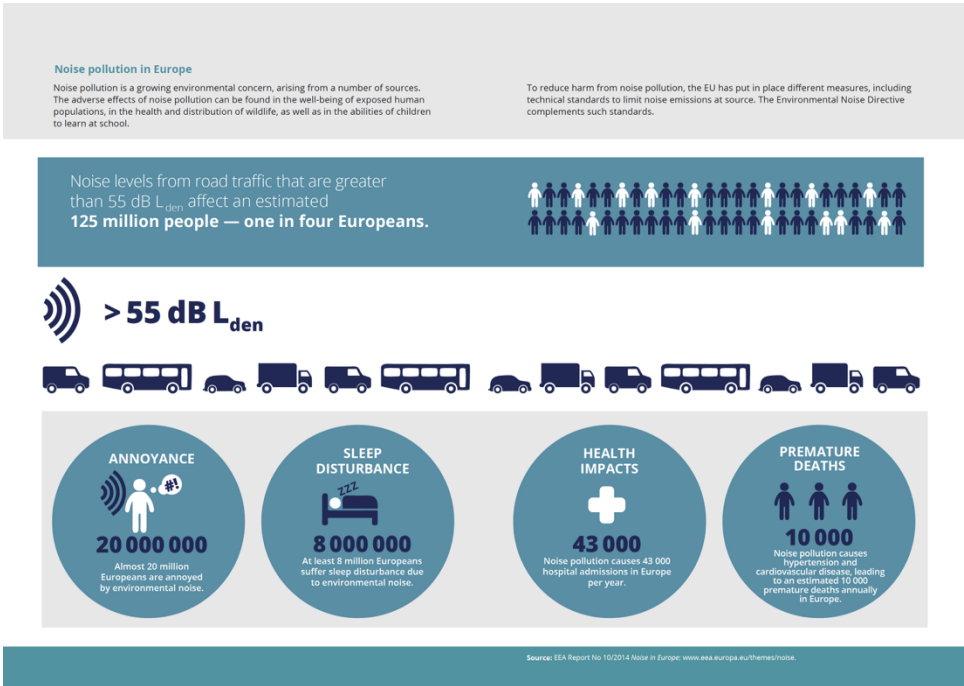 Noise pollution in Europe
Noise pollution is a growing environmental concern, arising from a number of sources.
The adverse effects of noise pollution can be found in the well-being of exposed human
populations, in the health and distribution of wildlife, as well as in the abilities of children
to learn at school.
To reduce harm from noise pollution, the EU has put in place different measures, including
technical standards to limit noise emissions at source. The Environmental Noise Directive
complements such standards.
Noise levels from road traffic that are greater
than 55 dB Lden affect an estimated
125 million people — one in four Europeans.
> 55 dB Lden
ANNOYANCE
#!
20 000 000
Almost 20 million
Europeans are annoyed
by environmental noise.
SLEEP
DISTURBANCE
ZZZ
8 000 000
At least 8 million Europeans
suffer sleep disturbance due
to environmental noise.
HEALTH
IMPACTS
43 000
Noise pollution causes 43 000
hospital admissions in Europe
per year.
PREMATURE
DEATHS
10 000
Noise pollution causes
hypertension and
cardiovascular disease, leading
to an estimated 10 000
premature deaths annually
in Europe.
Source: EEA Report No 10/2014 Noise in Europe; www.eea.europa.eu/themes/noise.